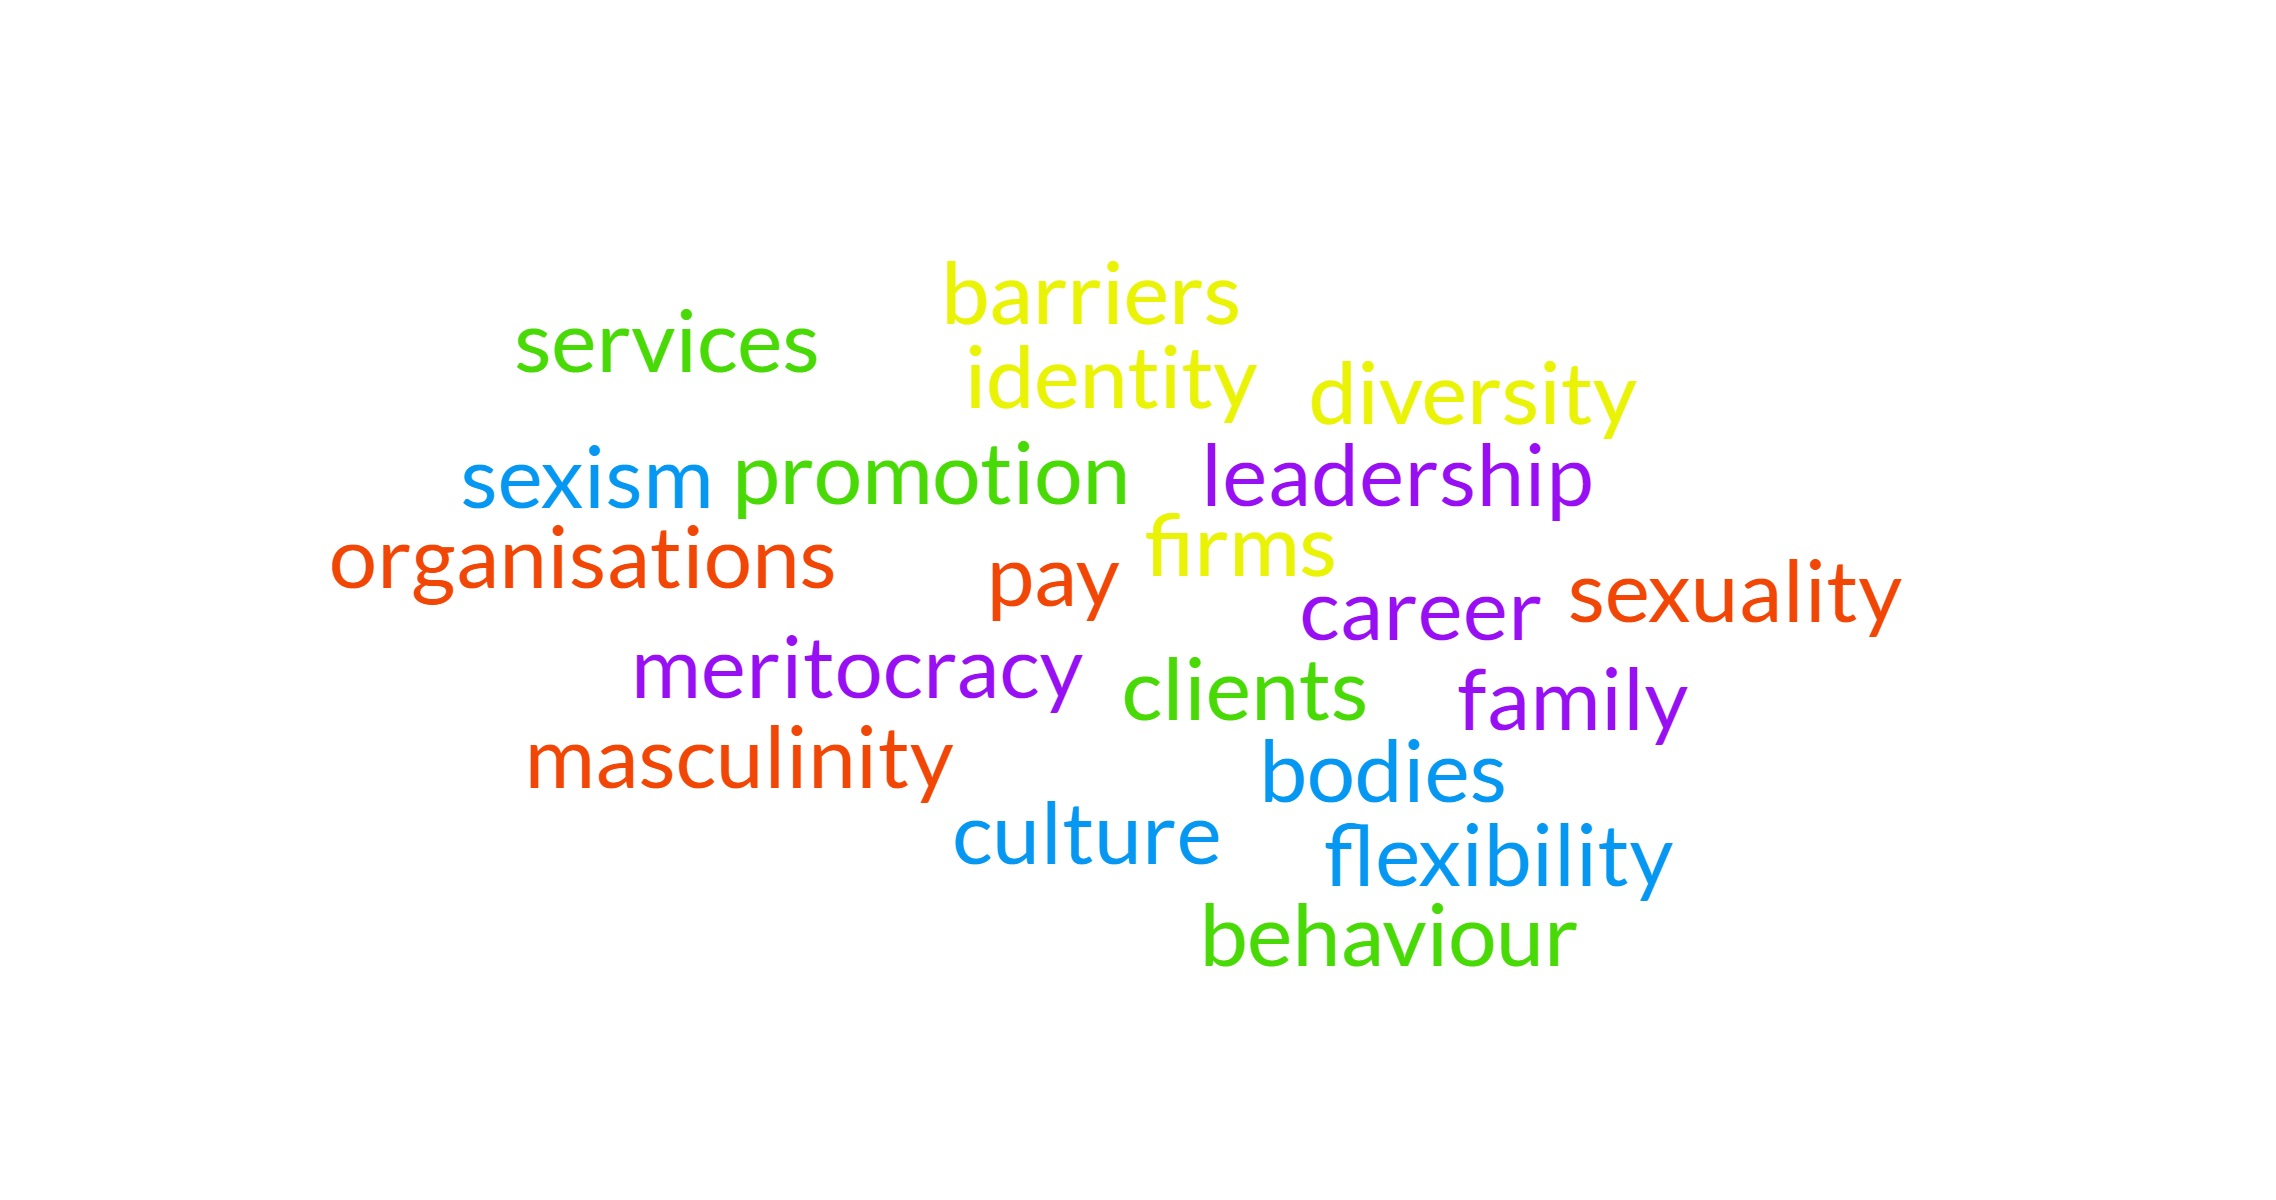 barriers
services
identity
diversity
sexism promotion leadership
firms
organisations
pay
career
sexuality
meritocracy
clients
family
masculinity
bodies
culture
flexibility
behaviour